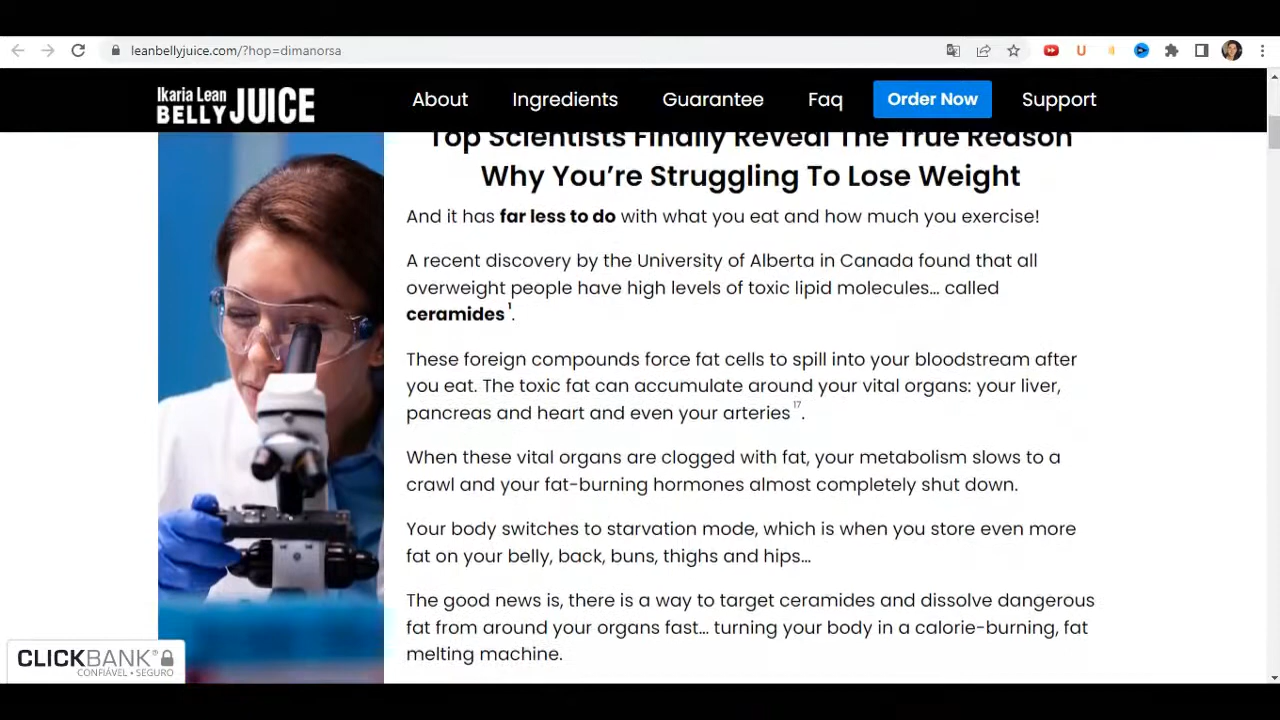 leanbellyjuice.com/?hop=dimanorsa
Ikaria Lean
BELLY JUICE
About
Ingredients
Guarantee
Faq
Order Now
Support
Top Scientists Finally Reveal The True Reason
Why You’re Struggling To Lose Weight
And it has far less to do with what you eat and how much you exercise!
A recent discovery by the University of Alberta in Canada found that all
overweight people have high levels of toxic lipid molecules... called
ceramides 1.
These foreign compounds force fat cells to spill into your bloodstream after
you eat. The toxic fat can accumulate around your vital organs: your liver,
pancreas and heart and even your arteries 17.
When these vital organs are clogged with fat, your metabolism slows to a
crawl and your fat-burning hormones almost completely shut down.
Your body switches to starvation mode, which is when you store even more
fat on your belly, back, buns, thighs and hips...
The good news is, there is a way to target ceramides and dissolve dangerous
fat from around your organs fast... turning your body in a calorie-burning, fat
melting machine.
CLICKBANK®
CONFIÁVEL • SEGURO